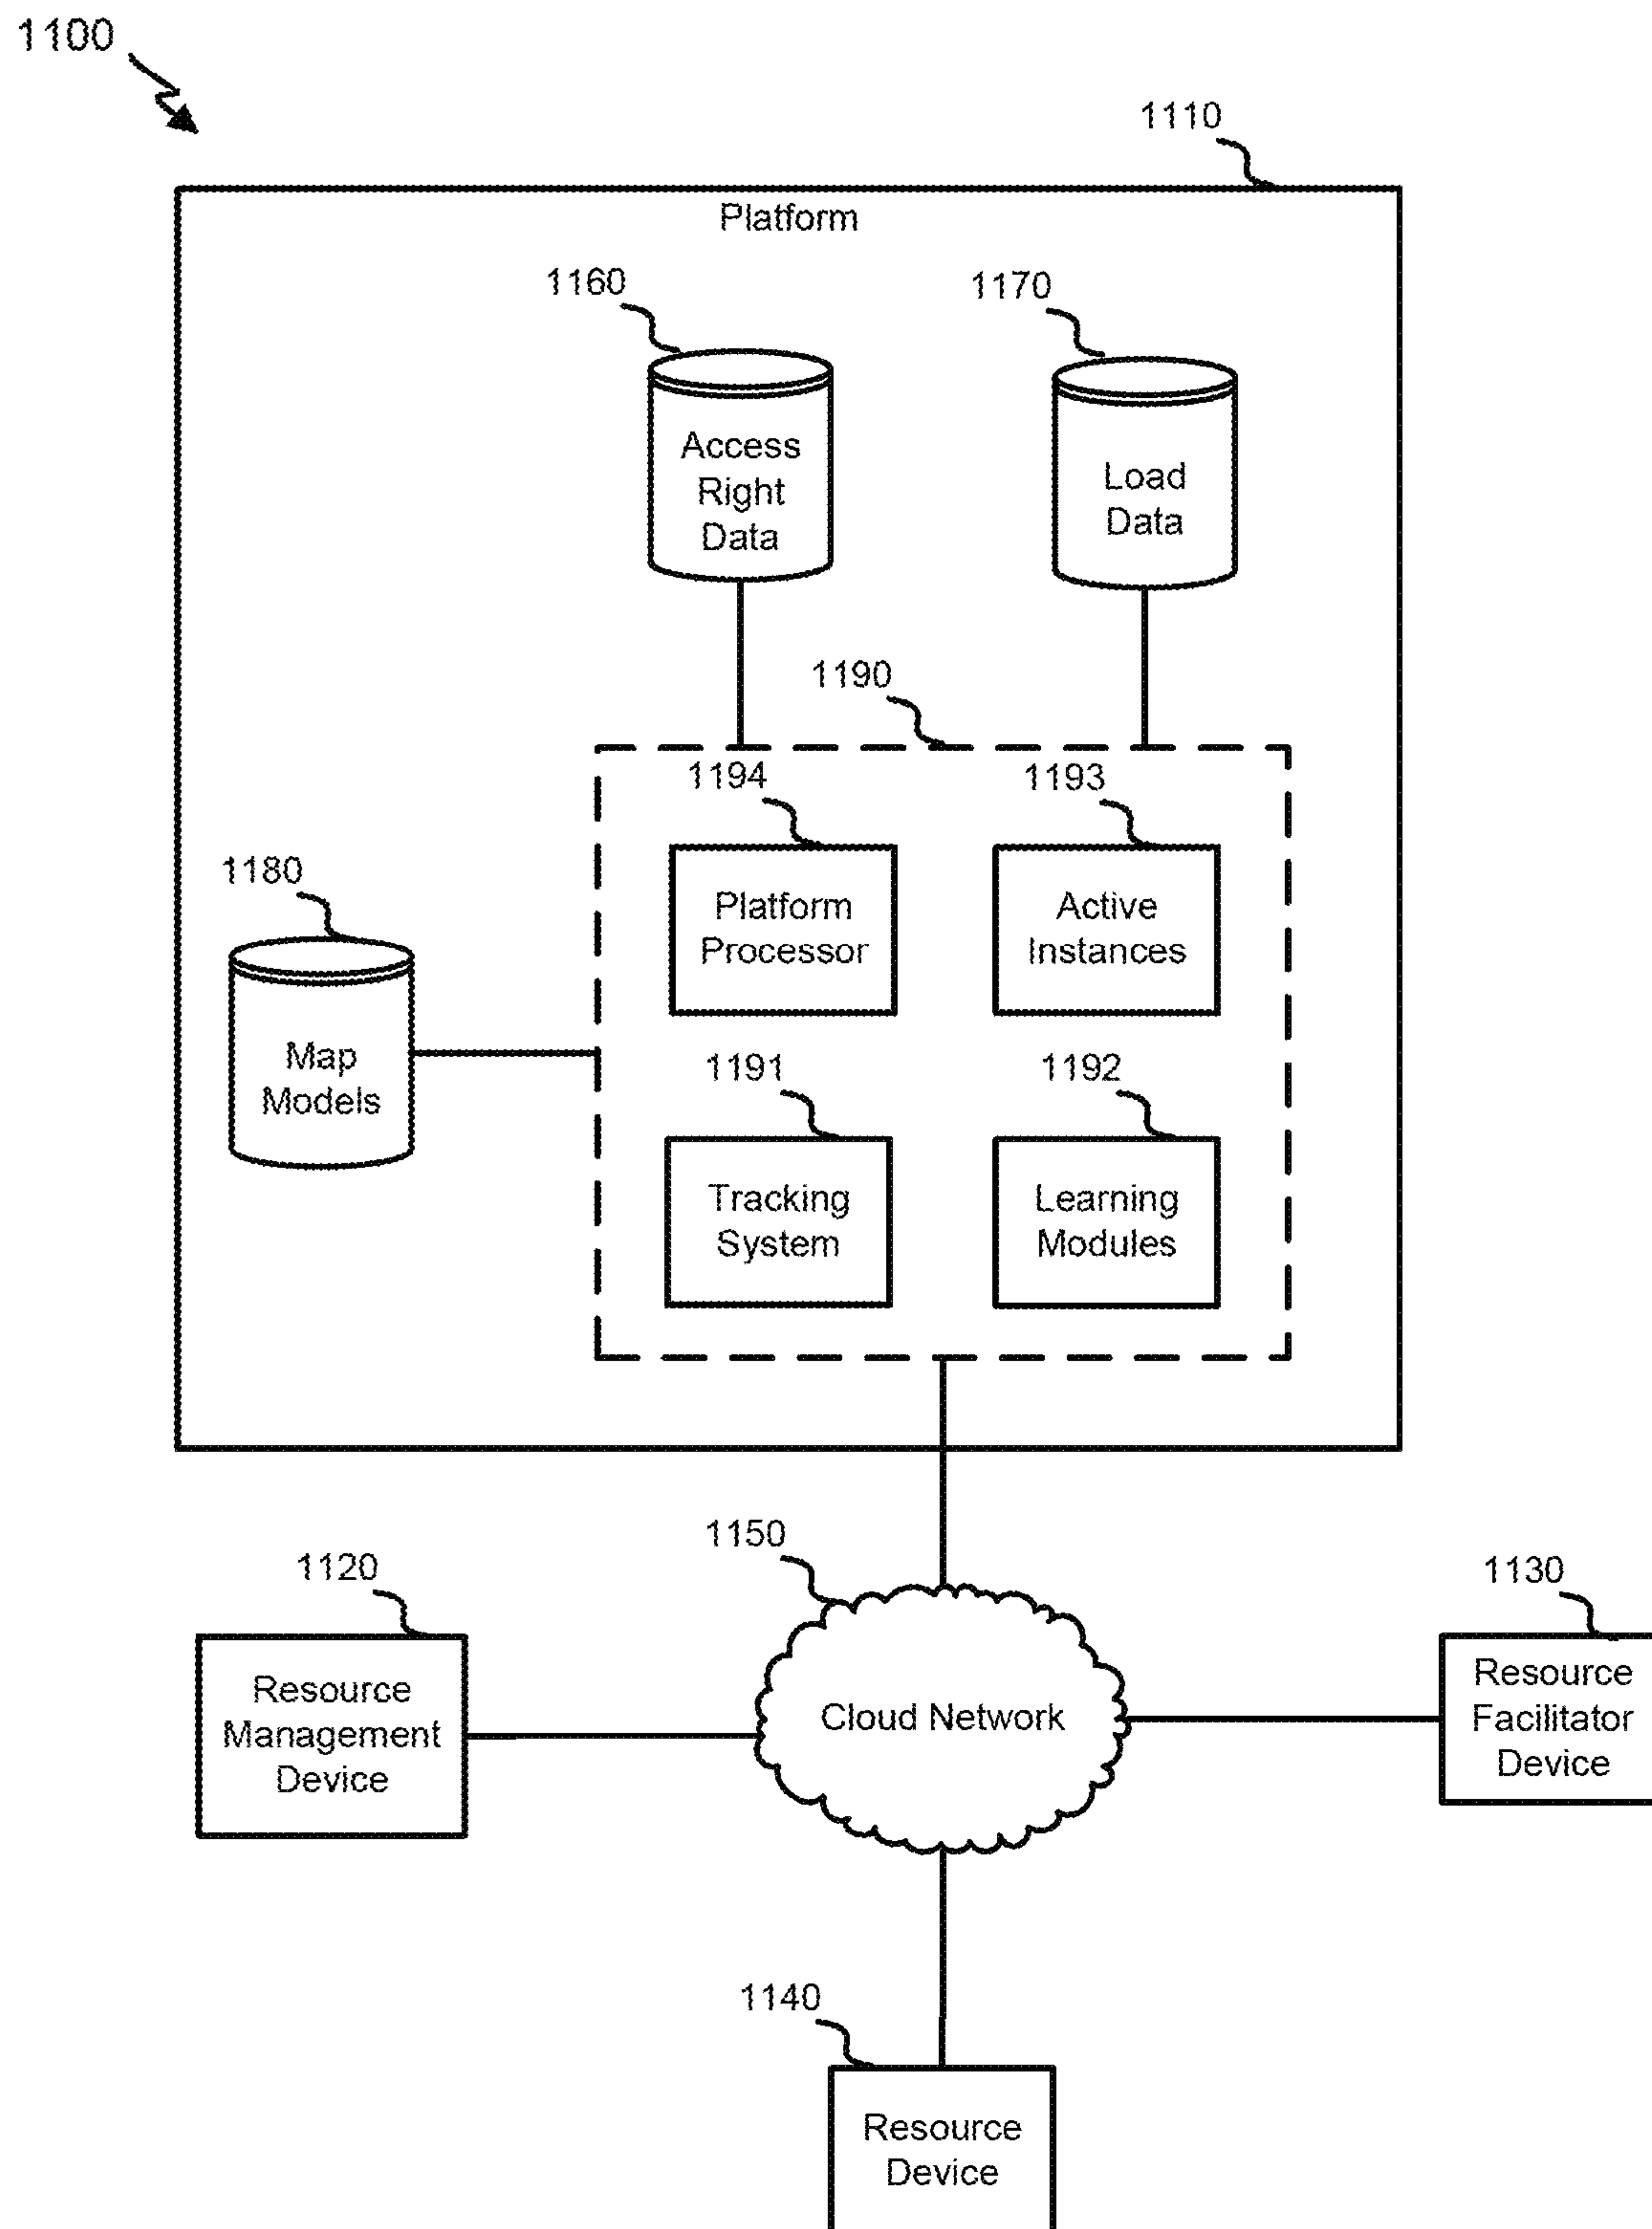 1100
1110
Platform
1160
1170
Access
Right
Data
Load
Data
1190
1194
1193
1180
Platform
Processor
Active
Instances
Map
Models
1191
1192
Tracking
System
Learning
Modules
1150
1120
1130
Resource
Management
Device
Cloud Network
Resource
Facilitator
Device
1140
Resource
Device